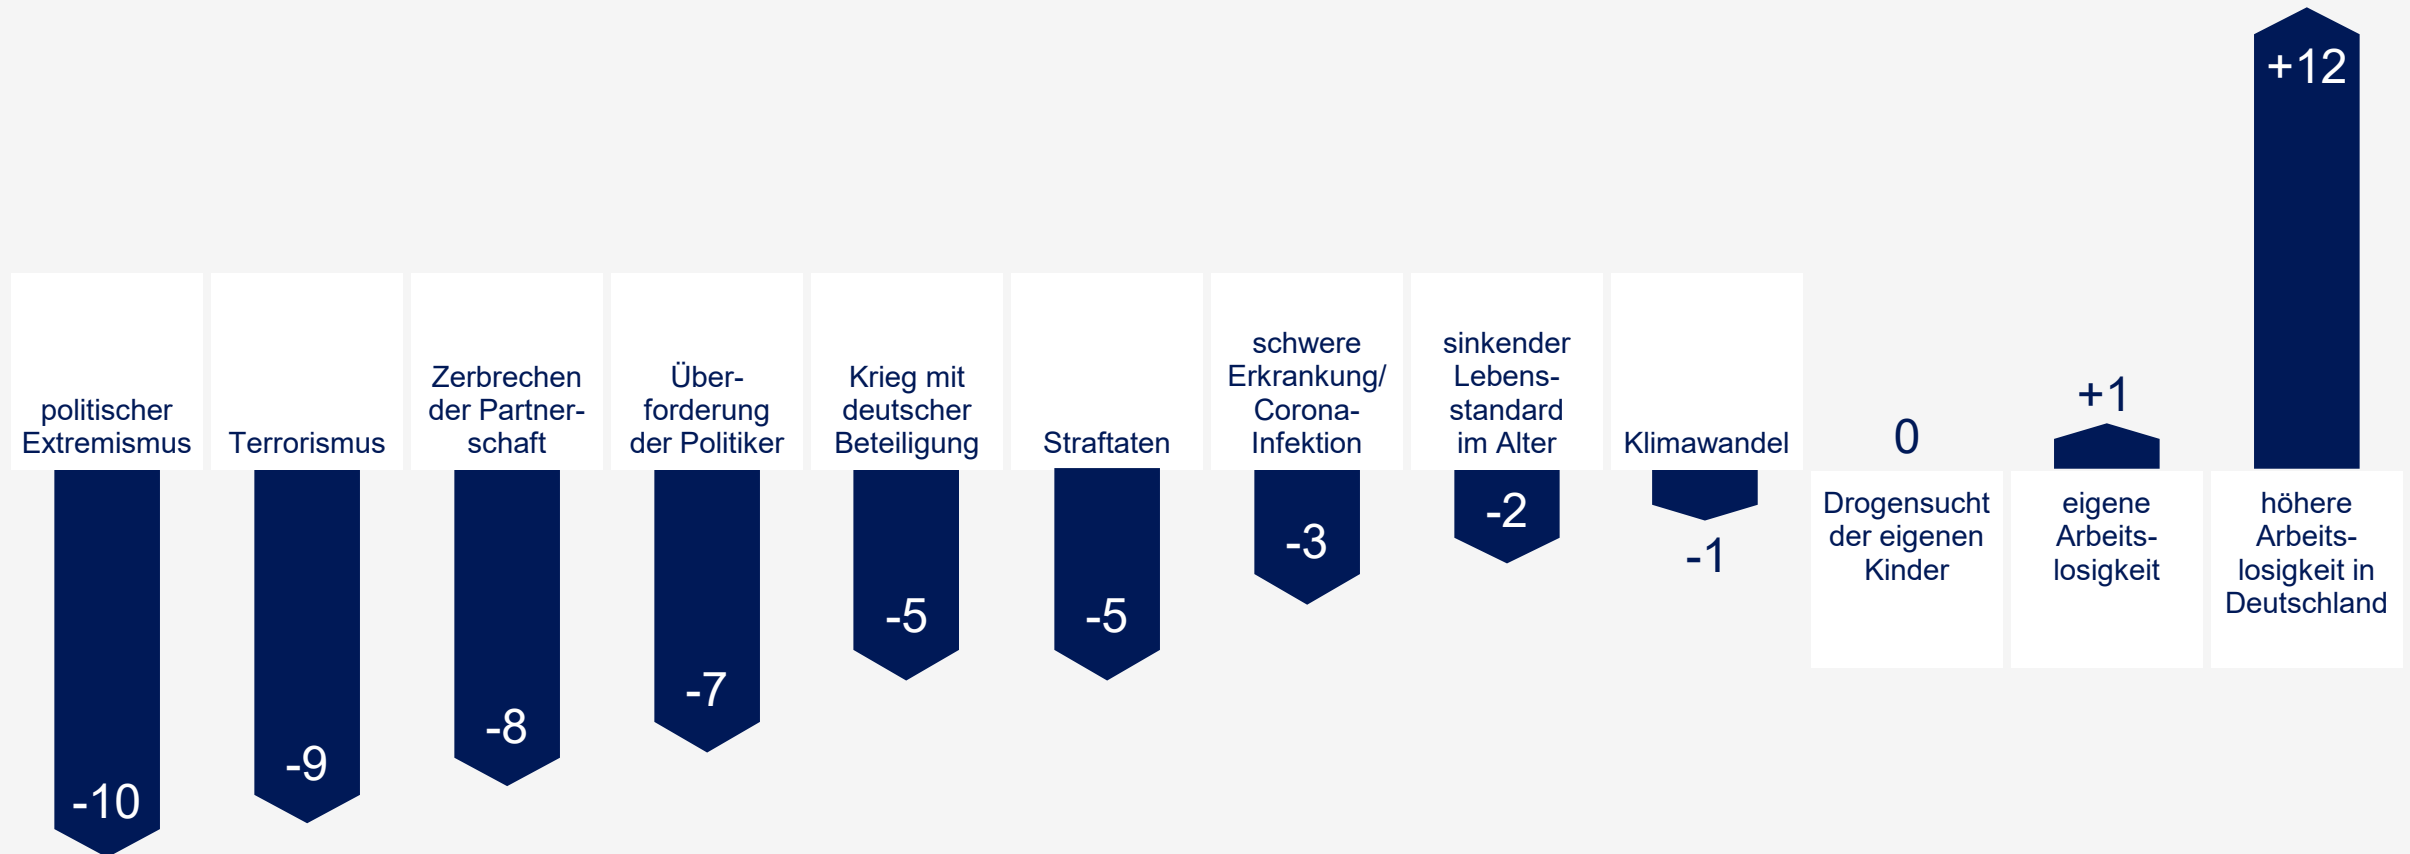 politischer
Extremismus
-10
Terrorismus
-9
Zerbrechen
der Partner-
schaft
-8
Über-
forderung
der Politiker
-7
Krieg mit
deutscher
Beteiligung
-5
Straftaten
-5
schwere
Erkrankung/
Corona-
Infektion
-3
sinkender
Lebens-
standard
im Alter
-2
Klimawandel
-1
0
Drogensucht
der eigenen
Kinder
+1
eigene
Arbeits-
losigkeit
+12
höhere
Arbeits-
losigkeit in
Deutschland